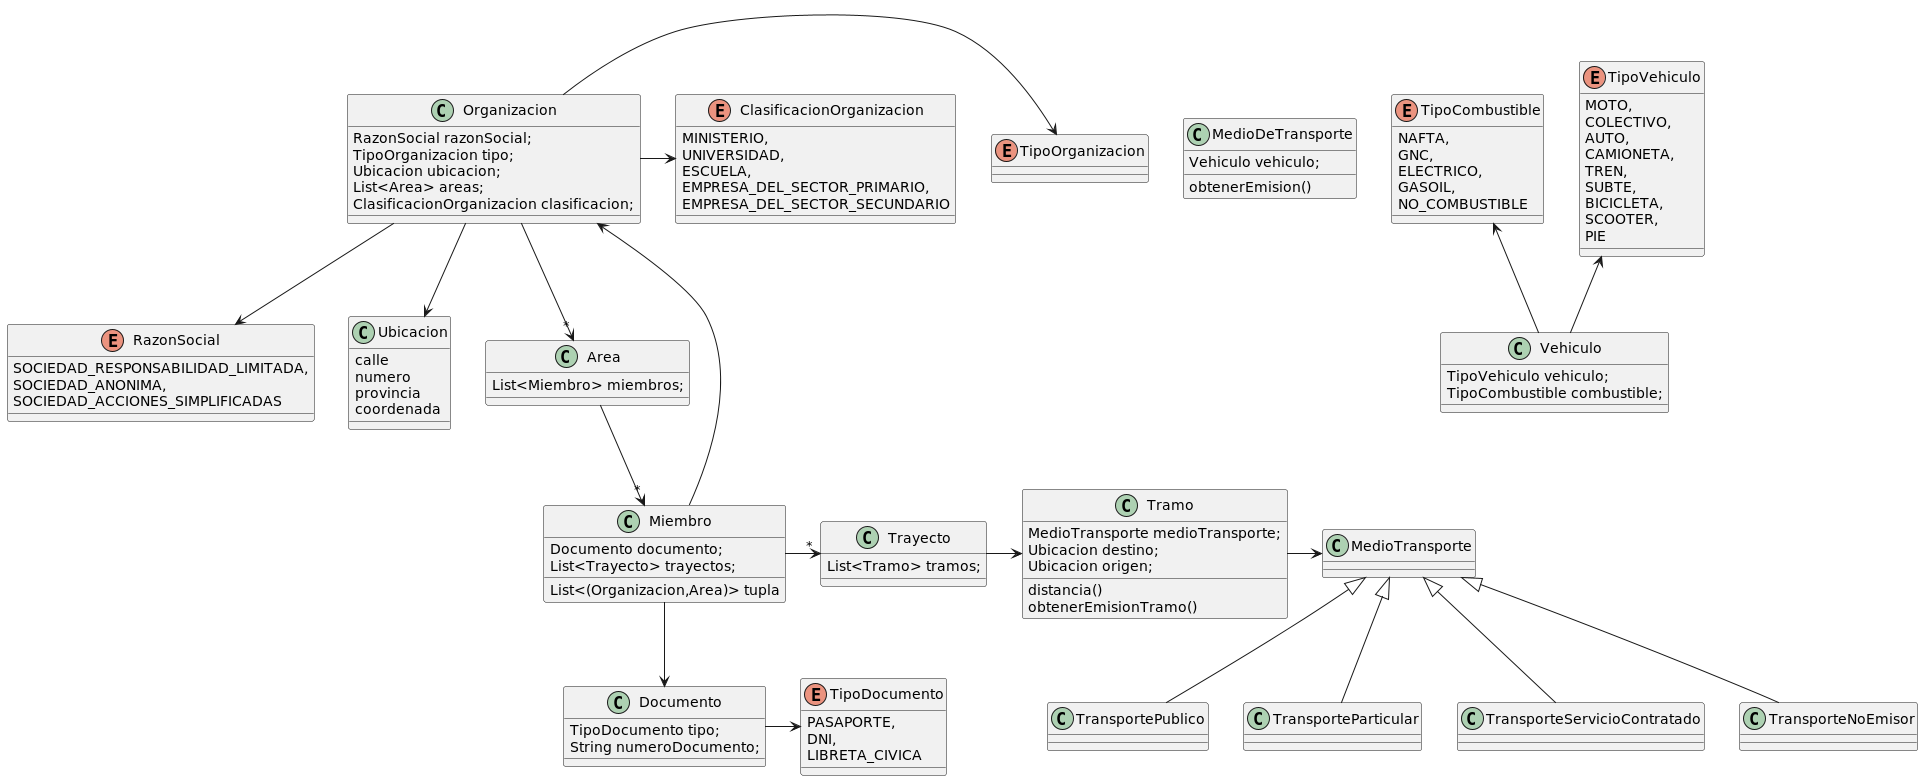 C Organizacion
RazonSocial razonSocial;
TipoOrganizacion tipo;
Ubicacion ubicacion;
List<Area> areas;
ClasificacionOrganizacion clasificacion;
E ClasificacionOrganizacion
MINISTERIO,
UNIVERSIDAD,
ESCUELA,
EMPRESA_DEL_SECTOR_PRIMARIO,
EMPRESA_DEL_SECTOR_SECUNDARIO
E TipoOrganizacion
C MedioDeTransporte
Vehiculo vehiculo;
obtenerEmision()
E TipoCombustible
NAFTA,
GNC,
ELECTRICO,
GASOIL,
NO_COMBUSTIBLE
E TipoVehiculo
MOTO,
COLECTIVO,
AUTO,
CAMIONETA,
TREN,
SUBTE,
BICICLETA,
SCOOTER,
PIE
E RazonSocial
SOCIEDAD_RESPONSABILIDAD_LIMITADA,
SOCIEDAD_ANONIMA,
SOCIEDAD_ACCIONES_SIMPLIFICADAS
C Ubicacion
calle
numero
provincia
coordenada
*
C Area
List<Miembro> miembros;
C Vehiculo
TipoVehiculo vehiculo;
TipoCombustible combustible;
*
C Miembro
Documento documento;
List<Trayecto> trayectos;
List<(Organizacion,Area)> tupla
*
C Trayecto
List<Tramo> tramos;
C Tramo
MedioTransporte medioTransporte;
Ubicacion destino;
Ubicacion origen;
distancia()
obtenerEmisionTramo()
C MedioTransporte
C Documento
TipoDocumento tipo;
String numeroDocumento;
E TipoDocumento
PASAPORTE,
DNI,
LIBRETA_CIVICA
C TransportePublico
C TransporteParticular
C TransporteServicioContratado
C TransporteNoEmisor